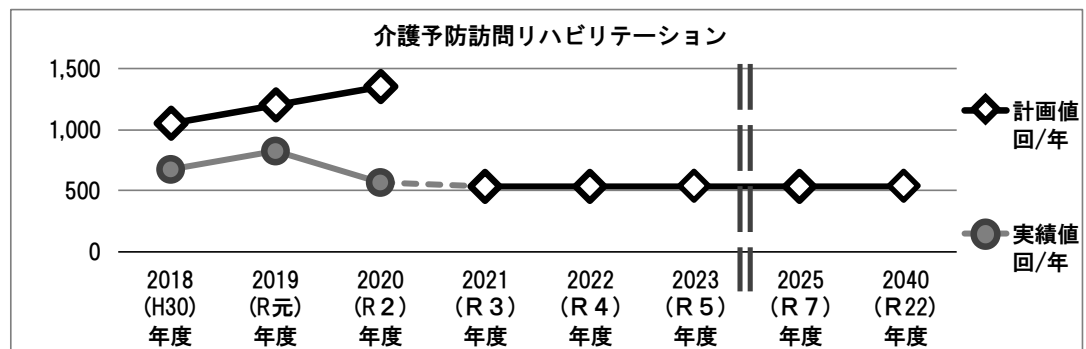 介護予防訪問リハビリテーション
1,500
1,000
500
0
計画値
回/年
実績値
回/年
2018 2019 2020 2021 2022 2023 2025 2040
(H30) (R元) (R２) (Ｒ３) (Ｒ４) (Ｒ５) (Ｒ７) (R22)
年度 年度 年度 年度 年度 年度 年度 年度